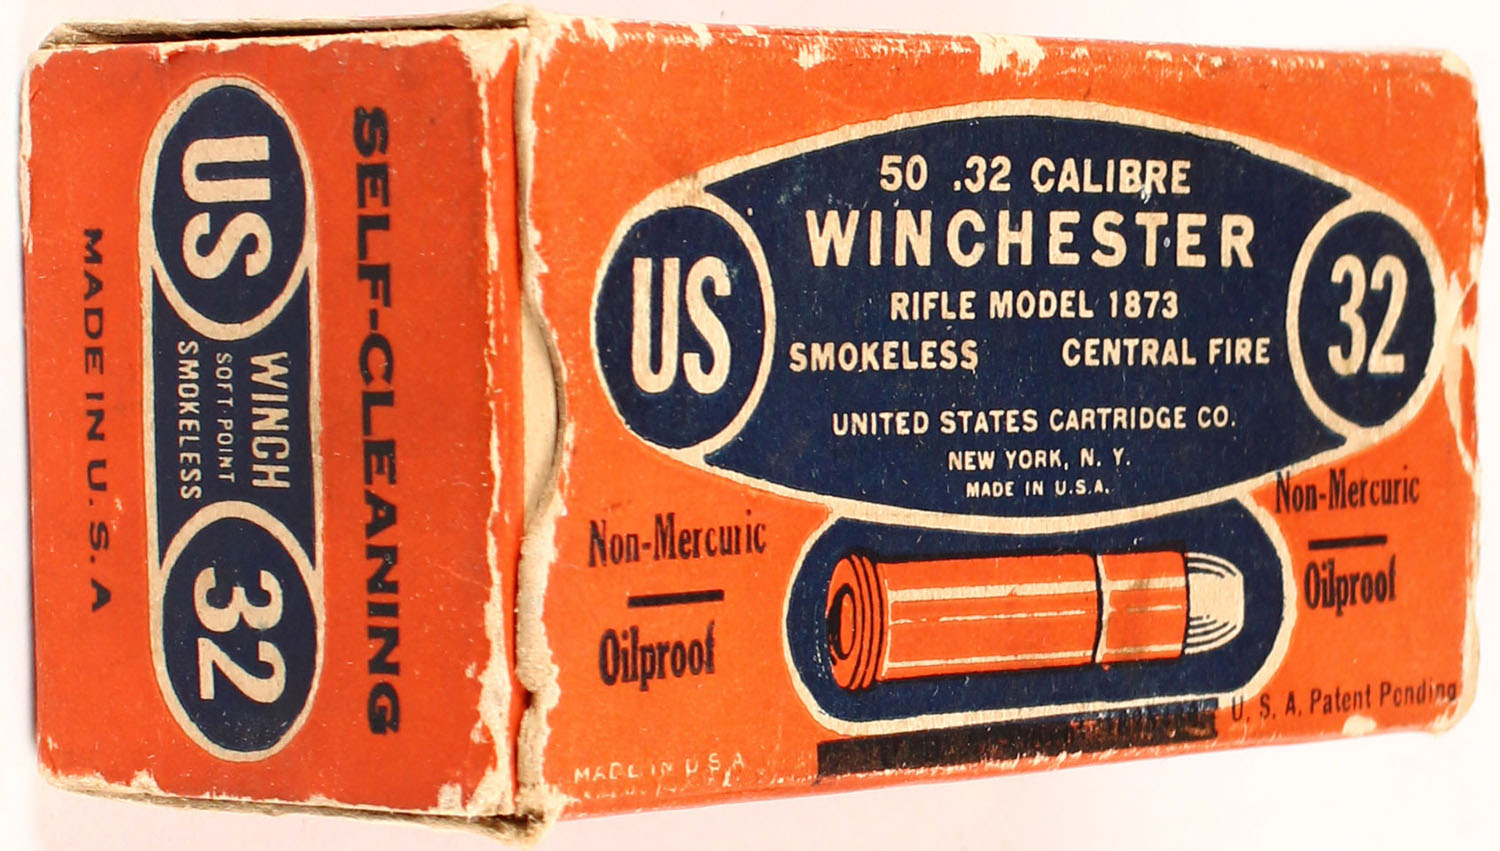 SELF-CLEANING
US
WINCH
SOFT POINT
SMOKELESS
32
MADE IN U.S.A
50 .32 CALIBRE
WINCHESTER
RIFLE MODEL 1873
SMOKELESS CENTRAL FIRE
US
32
UNITED STATES CARTRIDGE CO.
NEW YORK, N. Y.
MADE IN U.S.A.
Non-Mercuric
Oilproof
Non-Mercuric
Oilproof
U. S. A. Patent Pending
MADE IN U S A